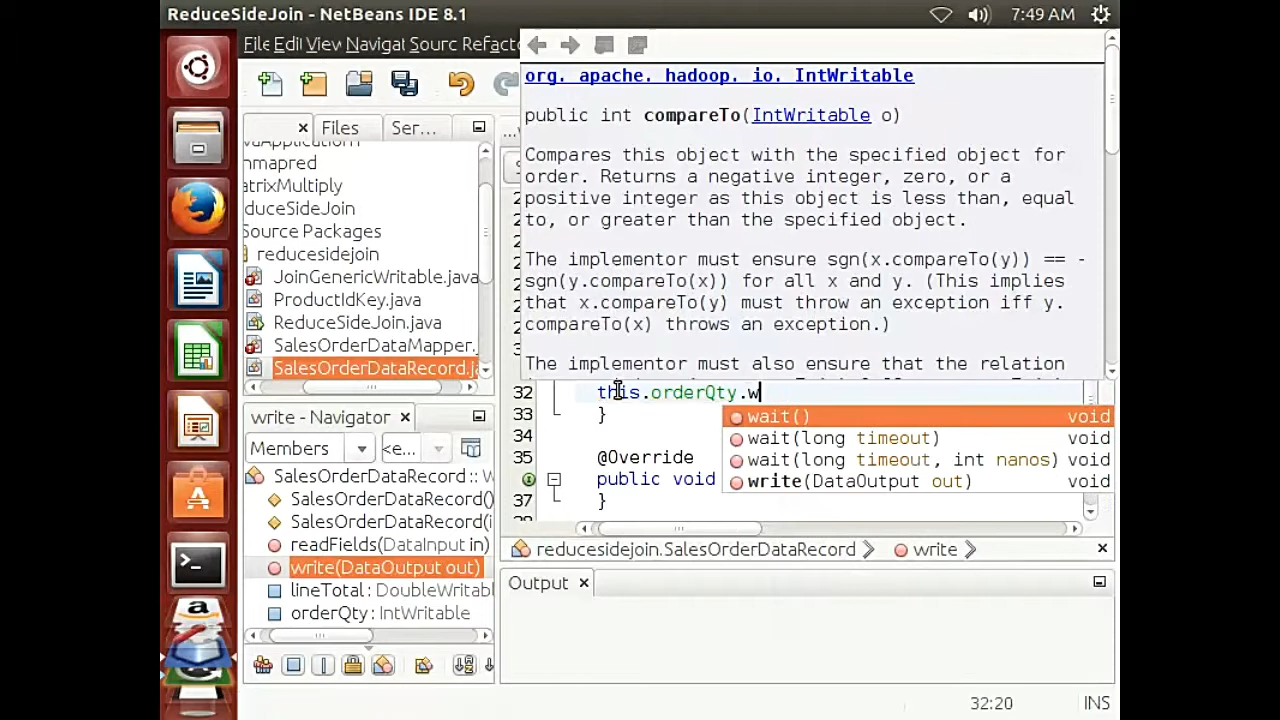 ReduceSideJoin - NetBeans IDE 8.1
7:49 AM
File Edit View Navigat Sourc Refacto
org. apache. hadoop. io. IntWritable
public int compareTo(IntWritable o)
Compares this object with the specified object for
order. Returns a negative integer, zero, or a
positive integer as this object is less than, equal
to, or greater than the specified object.
The implementor must ensure sgn(x.compareTo(y)) == -
sgn(y.compareTo(x)) for all x and y. (This implies
that x.compareTo(y) must throw an exception iff y.
compareTo(x) throws an exception.)
The implementor must also ensure that the relation
× Files Ser...
vaApplication
nmapred
atrixMultiply
duceSideJoin
Source Packages
reducesidejoin
JoinGenericWritable.java
ProductIdKey.java
ReduceSideJoin.java
SalesOrderDataMapper.
SalesOrderDataRecord.j
32 this.orderQty.w
33 }
34
35 @Override
public void
37 }
wait() void
wait(long timeout) void
wait(long timeout, int nanos) void
write(DataOutput out) void
reducesidejoin.SalesOrderDataRecord write
write - Navigator ×
Members <e...
SalesOrderDataRecord :: W
SalesOrderDataRecord()
SalesOrderDataRecord(i
readFields(DataInput in)
write(DataOutput out)
lineTotal : DoubleWritabl
orderQty : IntWritable
Output ×
32:20 INS